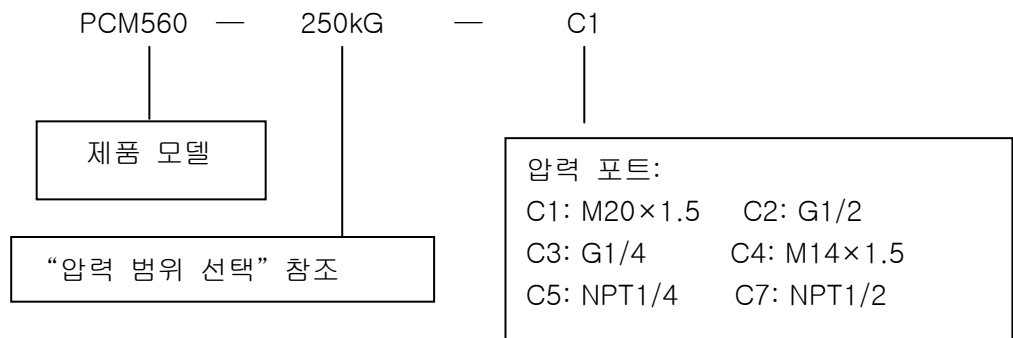 PCM560 — 250kG — C1
제품 모델
“압력 범위 선택” 참조
압력 포트:
C1: M20×1.5 C2: G1/2
C3: G1/4 C4: M14×1.5
C5: NPT1/4 C7: NPT1/2